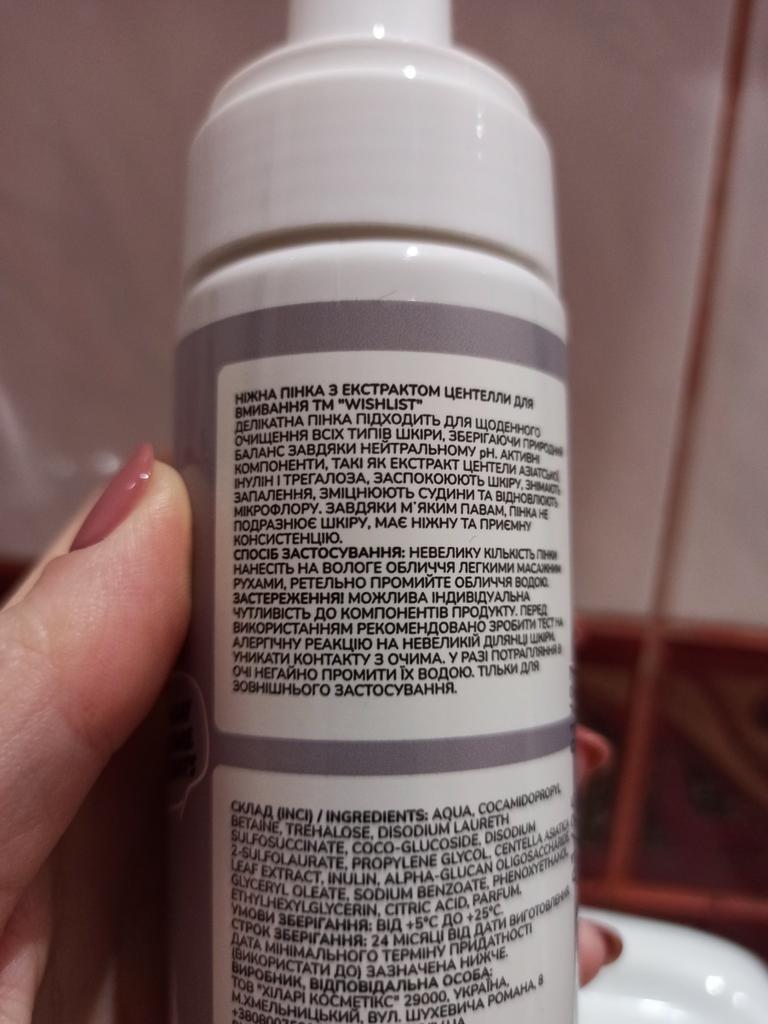 НІЖНА ПІНКА З ЕКСТРАКТОМ ЦЕНТЕЛЛИ ДЛЯ
ВМИВАННЯ ТМ "WISHLIST"
ДЕЛІКАТНА ПІНКА ПІДХОДИТЬ ДЛЯ ЩОДЕННОГО
ОЧИЩЕННЯ ВСІХ ТИПІВ ШКІРИ, ЗБЕРІГАЮЧИ ПРИРОДНИЙ
БАЛАНС ЗАВДЯКИ НЕЙТРАЛЬНОМУ pH. АКТИВНІ
КОМПОНЕНТИ, ТАКІ ЯК ЕКСТРАКТ ЦЕНТЕЛИ АЗІАТСЬКОЇ,
ІНУЛІН І ТРЕГАЛОЗА, ЗАСПОКОЮЮТЬ ШКІРУ, ЗНІМАЮТЬ
ЗАПАЛЕННЯ, ЗМІЦНЮЮТЬ СУДИНИ ТА ВІДНОВЛЮЮТЬ
МІКРОФЛОРУ. ЗАВДЯКИ М'ЯКИМ ПАВАМ, ПІНКА НЕ
ПОДРАЗНЮЄ ШКІРУ, МАЄ НІЖНУ ТА ПРИЄМНУ
КОНСИСТЕНЦІЮ.
СПОСІБ ЗАСТОСУВАННЯ: НЕВЕЛИКУ КІЛЬКІСТЬ ПІНКИ
НАНЕСІТЬ НА ВОЛОГЕ ОБЛИЧЧЯ ЛЕГКИМИ МАСАЖНИМИ
РУХАМИ, РЕТЕЛЬНО ПРОМИЙТЕ ОБЛИЧЧЯ ВОДОЮ.
ЗАСТЕРЕЖЕННЯ! МОЖЛИВА ІНДИВІДУАЛЬНА
ЧУТЛИВІСТЬ ДО КОМПОНЕНТІВ ПРОДУКТУ. ПЕРЕД
ВИКОРИСТАННЯМ РЕКОМЕНДОВАНО ЗРОБИТИ ТЕСТ НА
АЛЕРГІЧНУ РЕАКЦІЮ НА НЕВЕЛИКІЙ ДІЛЯНЦІ ШКІРИ.
УНИКАТИ КОНТАКТУ З ОЧИМА. У РАЗІ ПОТРАПЛЯННЯ В
ОЧІ НЕГАЙНО ПРОМИТИ ЇХ ВОДОЮ. ТІЛЬКИ ДЛЯ
ЗОВНІШНЬОГО ЗАСТОСУВАННЯ.
СКЛАД (INCI) / INGREDIENTS: AQUA, COCAMIDOPROPYL
BETAINE, TREHALOSE, DISODIUM LAURETH
SULFOSUCCINATE, COCO-GLUCOSIDE, DISODIUM
2-SULFOLAURATE, PROPYLENE GLYCOL, CENTELLA ASIATICA
LEAF EXTRACT, INULIN, ALPHA-GLUCAN OLIGOSACCHARIDE,
GLYCERYL OLEATE, SODIUM BENZOATE, PHENOXYETHANOL,
ETHYLHEXYLGLYCERIN, CITRIC ACID, PARFUM.
УМОВИ ЗБЕРІГАННЯ: ВІД +5°C ДО +25°C.
СТРОК ЗБЕРІГАННЯ: 24 МІСЯЦІ ВІД ДАТИ ВИГОТОВЛЕННЯ.
ДАТА МІНІМАЛЬНОГО ТЕРМІНУ ПРИДАТНОСТІ
(ВИКОРИСТАТИ ДО) ЗАЗНАЧЕНА НИЖЧЕ.
ВИРОБНИК, ВІДПОВІДАЛЬНА ОСОБА:
ТОВ "ХІЛАРІ КОСМЕТІКС" 29000, УКРАЇНА,
М.ХМЕЛЬНИЦЬКИЙ, ВУЛ. ШУХЕВИЧА РОМАНА, 8